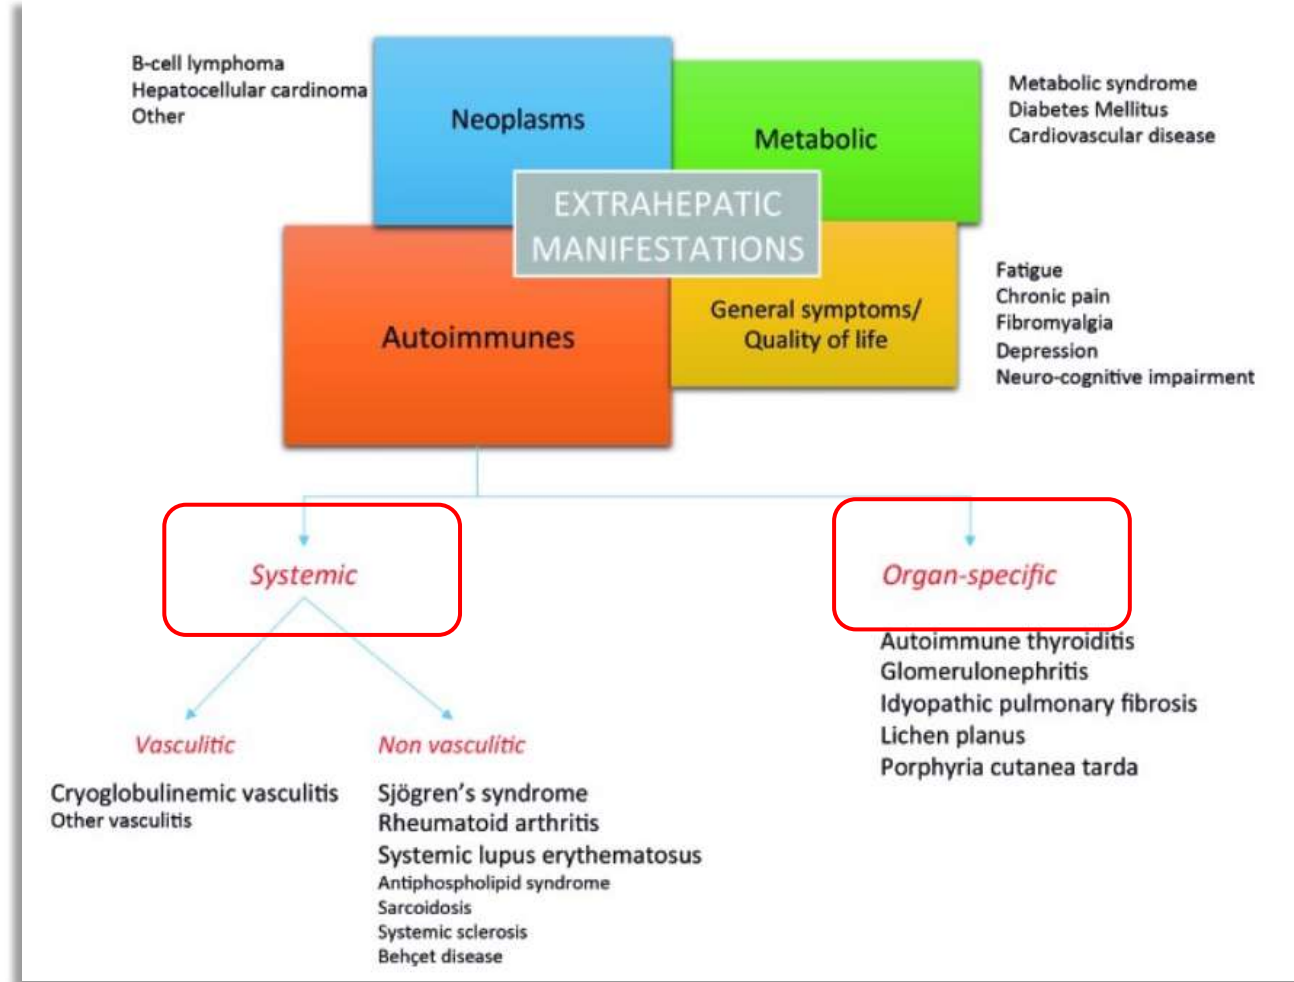 B-cell lymphoma
Hepatocellular cardinoma
Other
Neoplasms
Metabolic
Metabolic syndrome
Diabetes Mellitus
Cardiovascular disease
EXTRAHEPATIC
MANIFESTATIONS
Autoimmunes
General symptoms/
Quality of life
Fatigue
Chronic pain
Fibromyalgia
Depression
Neuro-cognitive impairment
Systemic
Organ-specific
Autoimmune thyroiditis
Glomerulonephritis
Idyopathic pulmonary fibrosis
Lichen planus
Porphyria cutanea tarda
Vasculitic
Cryoglobulinemic vasculitis
Other vasculitis
Non vasculitic
Sjögren's syndrome
Rheumatoid arthritis
Systemic lupus erythematosus
Antiphospholipid syndrome
Sarcoidosis
Systemic sclerosis
Behçet disease